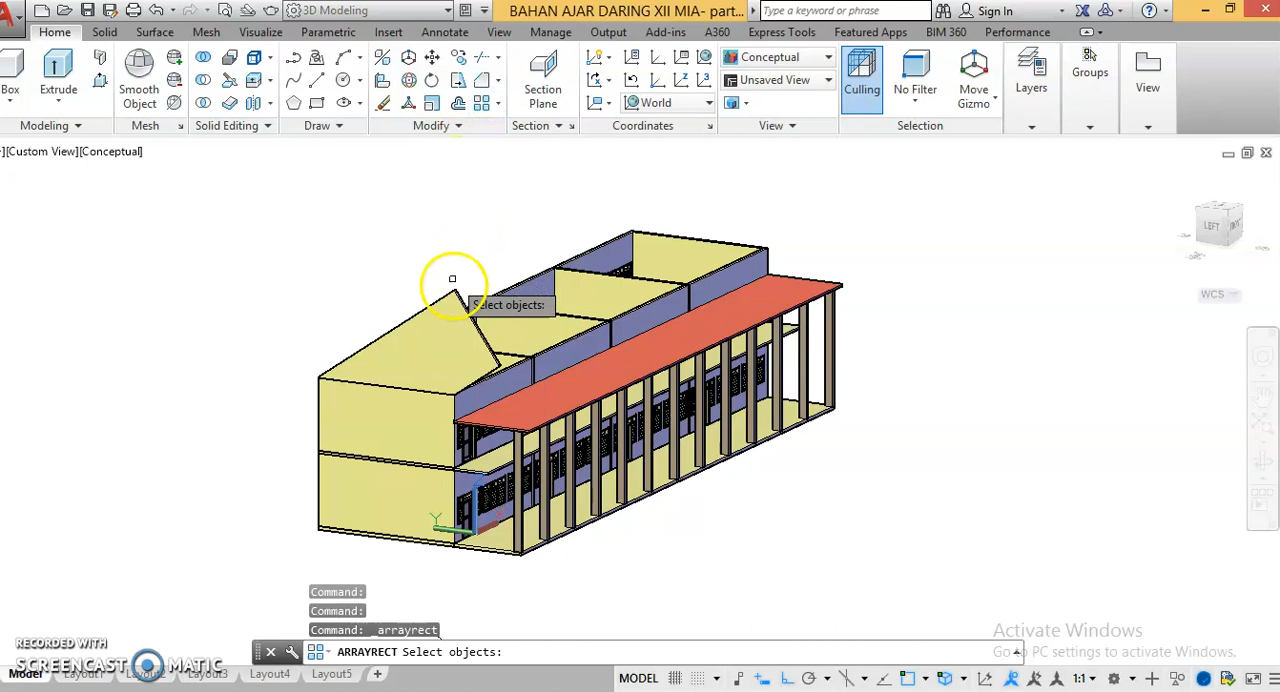 3D Modeling
BAHAN AJAR DARING XII MIA- part...
Type a keyword or phrase
Sign In
Home Solid Surface Mesh Visualize Parametric Insert Annotate View Manage Output Add-ins A360 Express Tools Featured Apps BIM 360 Performance
Box
Extrude
Smooth Object
Section Plane
Conceptual
Unsaved View
World
Culling
No Filter
Move Gizmo
Layers
Groups
View
Modeling Mesh Solid Editing Draw Modify Section Coordinates View Selection
][Custom View][Conceptual]
LEFT
WCS
Select objects:
Y
Command:
Command:
Command: _arrayrect
ARRAYRECT Select objects:
Activate Windows
Go to PC settings to activate Windows.
RECORDED WITH
SCREENCAST MATIC
Model Layout1 Layout2 Layout3 Layout4 Layout5 +
MODEL
1:1